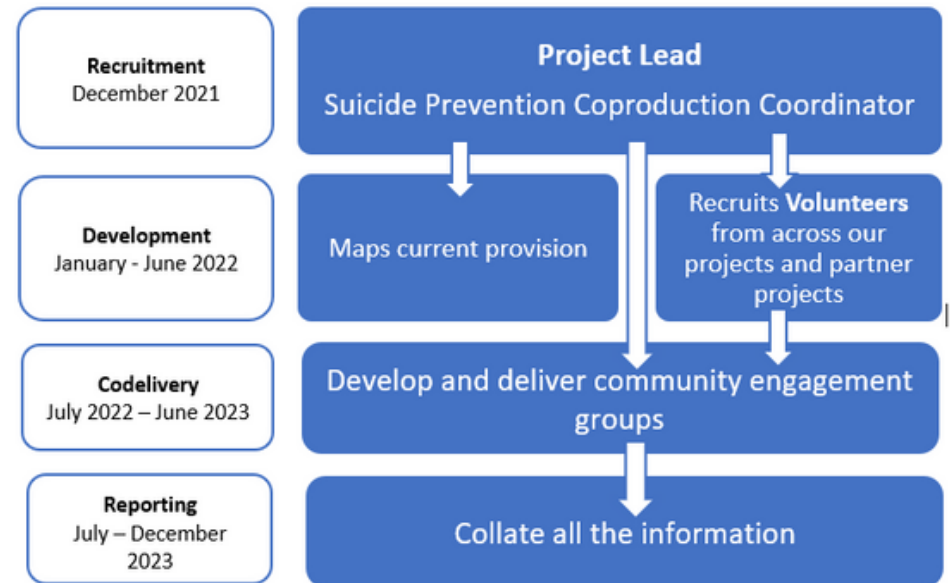 Recruitment
December 2021
Project Lead
Suicide Prevention Coproduction Coordinator
Development
January - June 2022
Maps current provision
Recruits Volunteers
from across our
projects and partner
projects
Codelivery
July 2022 – June 2023
Develop and deliver community engagement
groups
Reporting
July – December
2023
Collate all the information